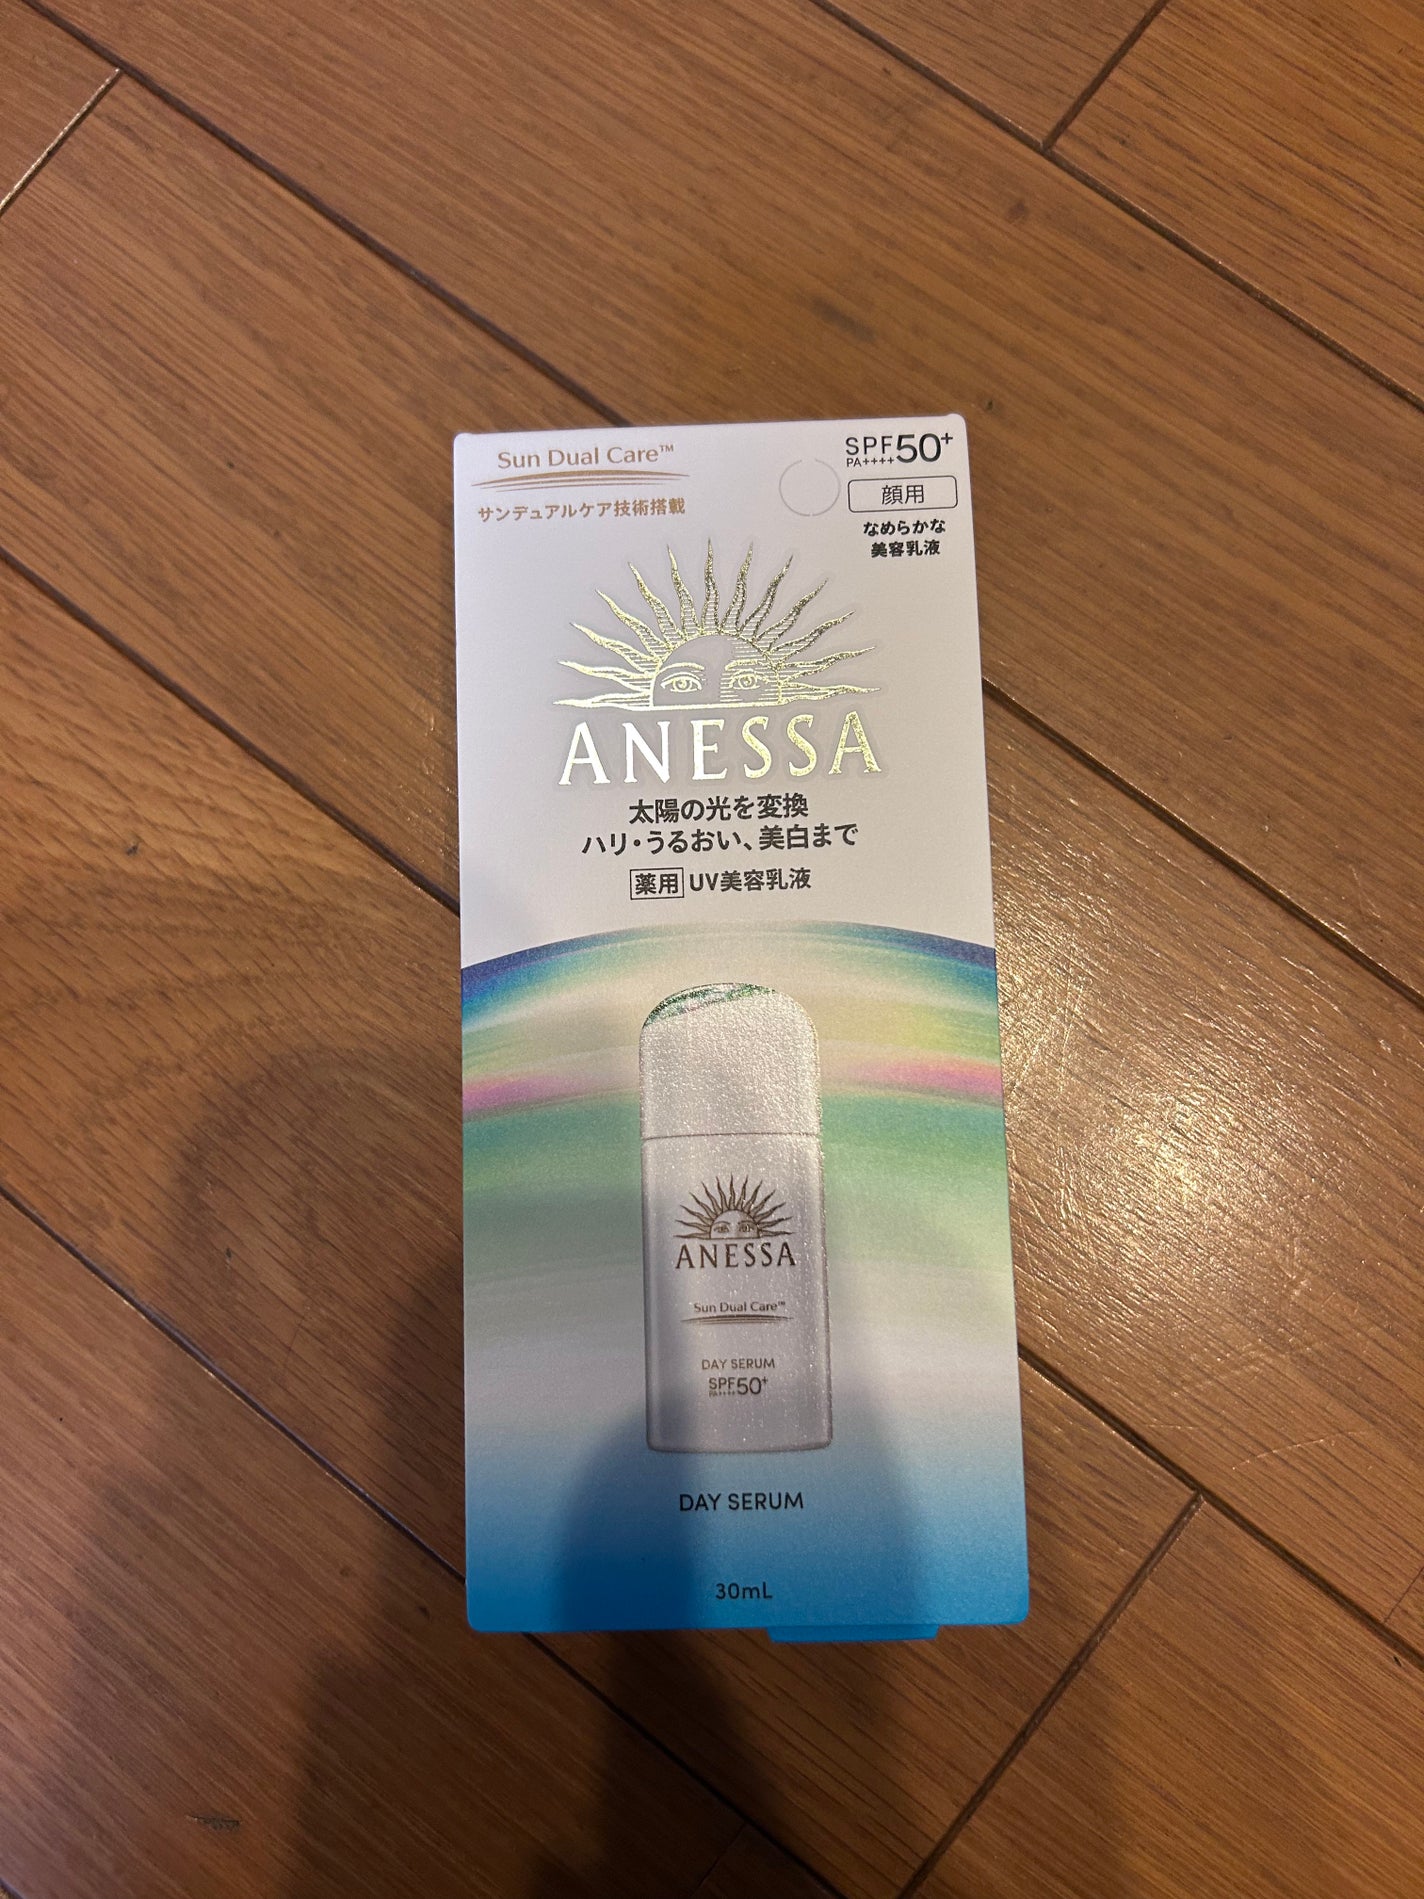 Sun Dual Care™
サンデュアルケア技術搭載
SPF50+
PA++++
顔用
なめらかな
美容乳液
ANESSA
太陽の光を変換
ハリ・うるおい、美白まで
薬用 UV美容乳液
ANESSA
Sun Dual Care™
DAY SERUM
SPF50+
PA++++
DAY SERUM
30mL